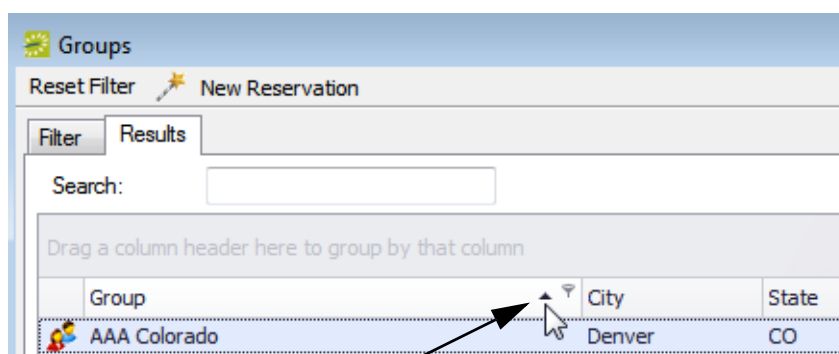 Groups
Reset Filter New Reservation
Filter Results
Search:
Drag a column header here to group by that column
Group City State
AAA Colorado Denver CO